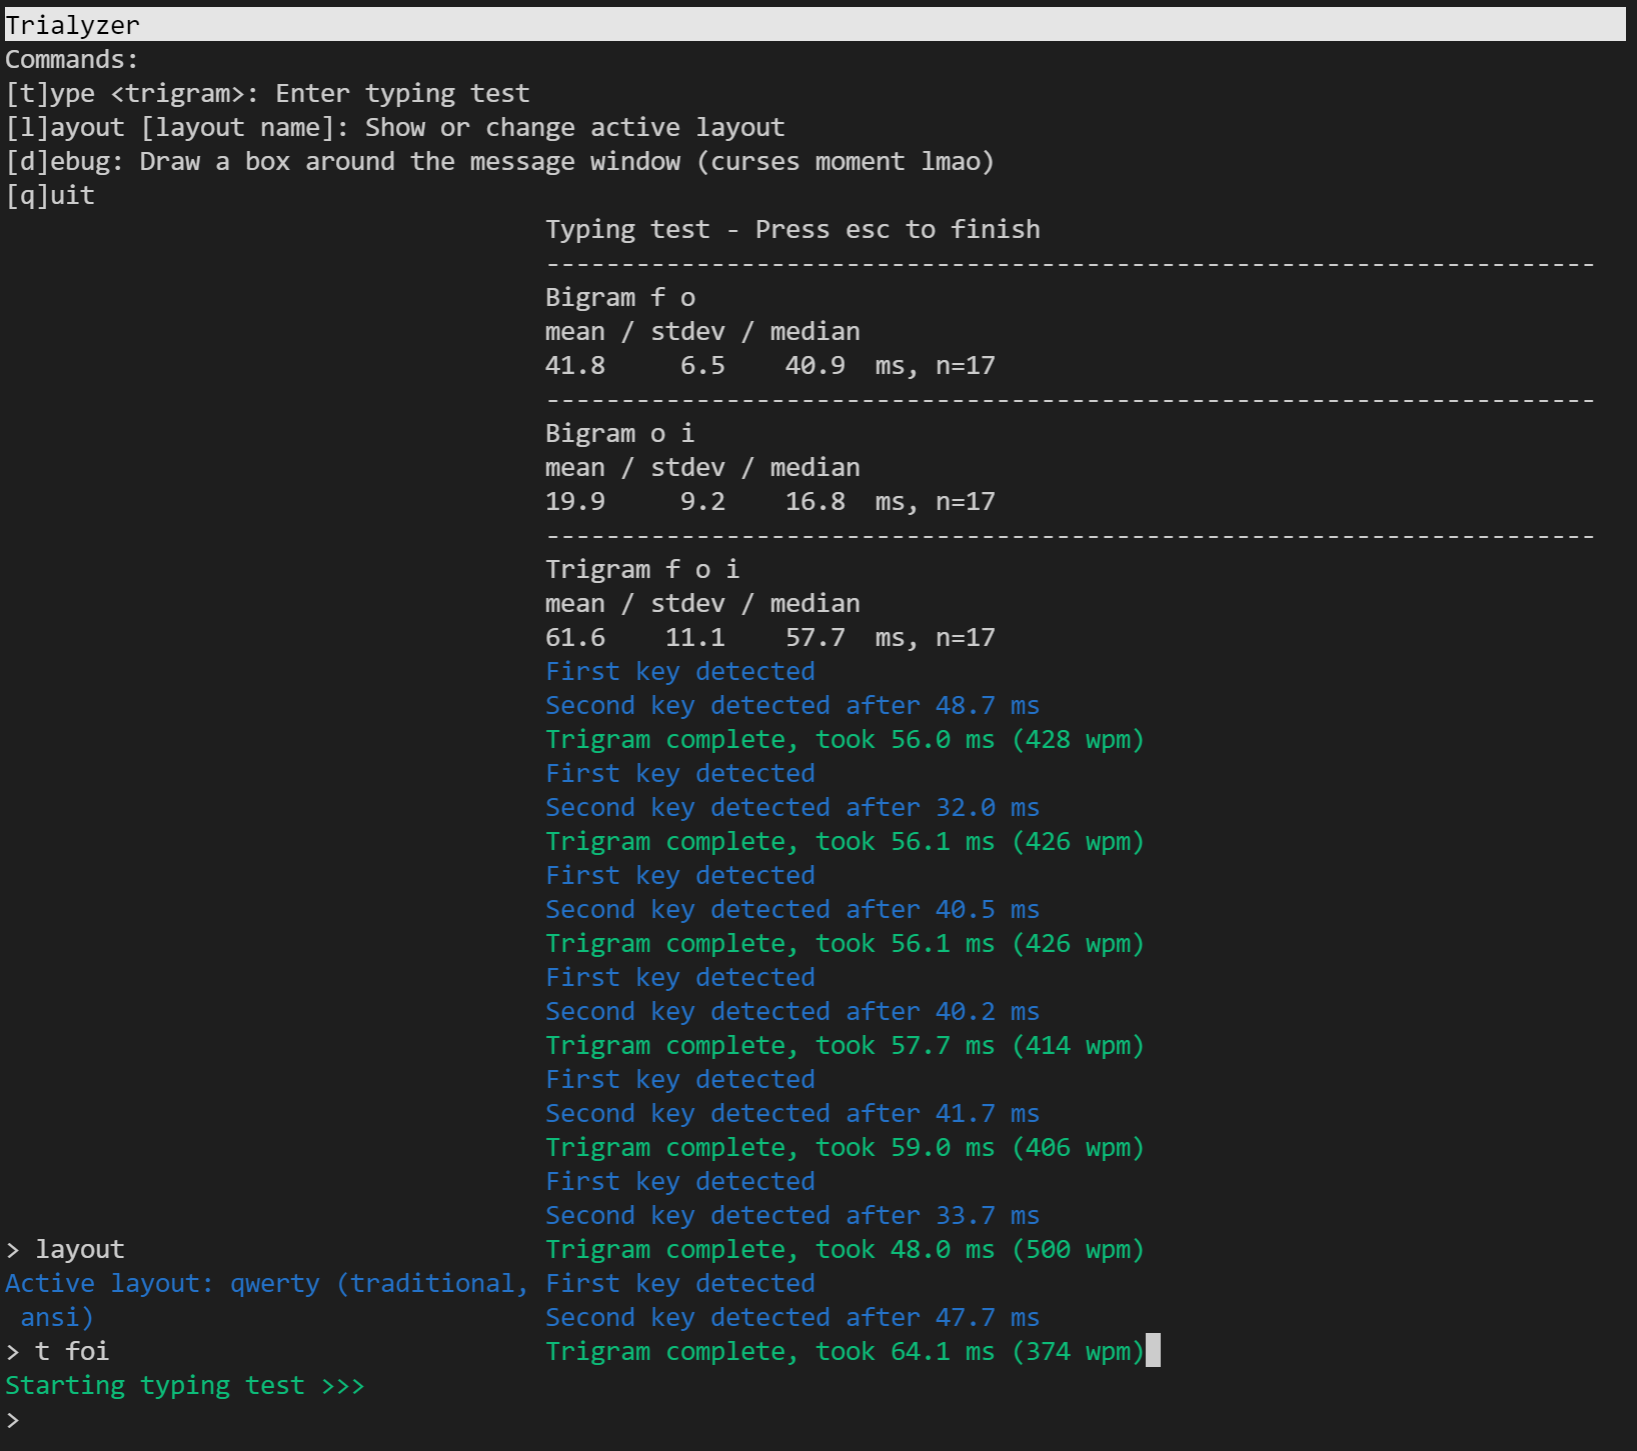 Trialyzer
Commands:
[t]ype <trigram>: Enter typing test
[l]ayout [layout name]: Show or change active layout
[d]ebug: Draw a box around the message window (curses moment lmao)
[q]uit
Typing test - Press esc to finish
----------------------------------------------------------------------
Bigram f o
mean / stdev / median
41.8     6.5    40.9  ms, n=17
----------------------------------------------------------------------
Bigram o i
mean / stdev / median
19.9     9.2    16.8  ms, n=17
----------------------------------------------------------------------
Trigram f o i
mean / stdev / median
61.6    11.1    57.7  ms, n=17
First key detected
Second key detected after 48.7 ms
Trigram complete, took 56.0 ms (428 wpm)
First key detected
Second key detected after 32.0 ms
Trigram complete, took 56.1 ms (426 wpm)
First key detected
Second key detected after 40.5 ms
Trigram complete, took 56.1 ms (426 wpm)
First key detected
Second key detected after 40.2 ms
Trigram complete, took 57.7 ms (414 wpm)
First key detected
Second key detected after 41.7 ms
Trigram complete, took 59.0 ms (406 wpm)
First key detected
Second key detected after 33.7 ms
Trigram complete, took 48.0 ms (500 wpm)
First key detected
Second key detected after 47.7 ms
Trigram complete, took 64.1 ms (374 wpm)
> layout
Active layout: qwerty (traditional,
 ansi)
> t foi
Starting typing test >>>
>